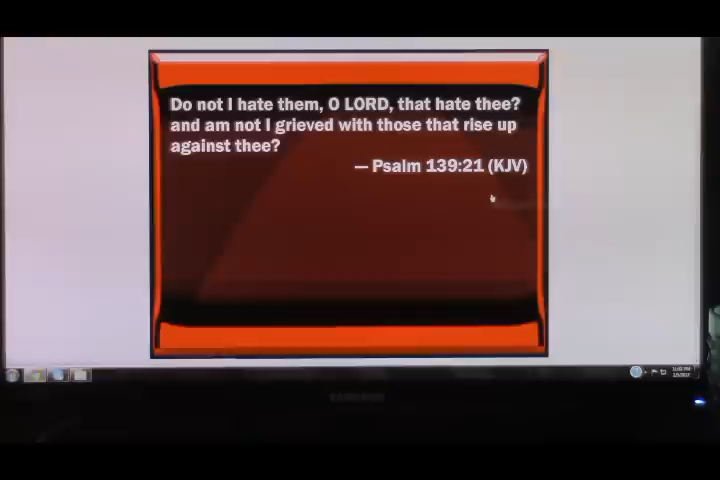 Do not I hate them, O LORD, that hate thee?
and am not I grieved with those that rise up
against thee?
— Psalm 139:21 (KJV)
SAMSUNG